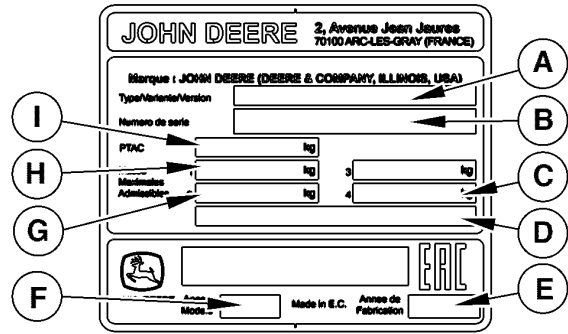 JOHN DEERE
2, Avenue Jean Jaures
70100 ARC-LES-GRAY (FRANCE)
Marque : JOHN DEERE (DEERE & COMPANY, ILLINOIS, USA)
A
Type/Variante/Version
B
Numero de serie
I
PTAC kg
H
kg 3 kg
Maximales
Admissibles kg 4
C
G
D
EAC
F
Made in E.C. Annee de
Fabrication
E